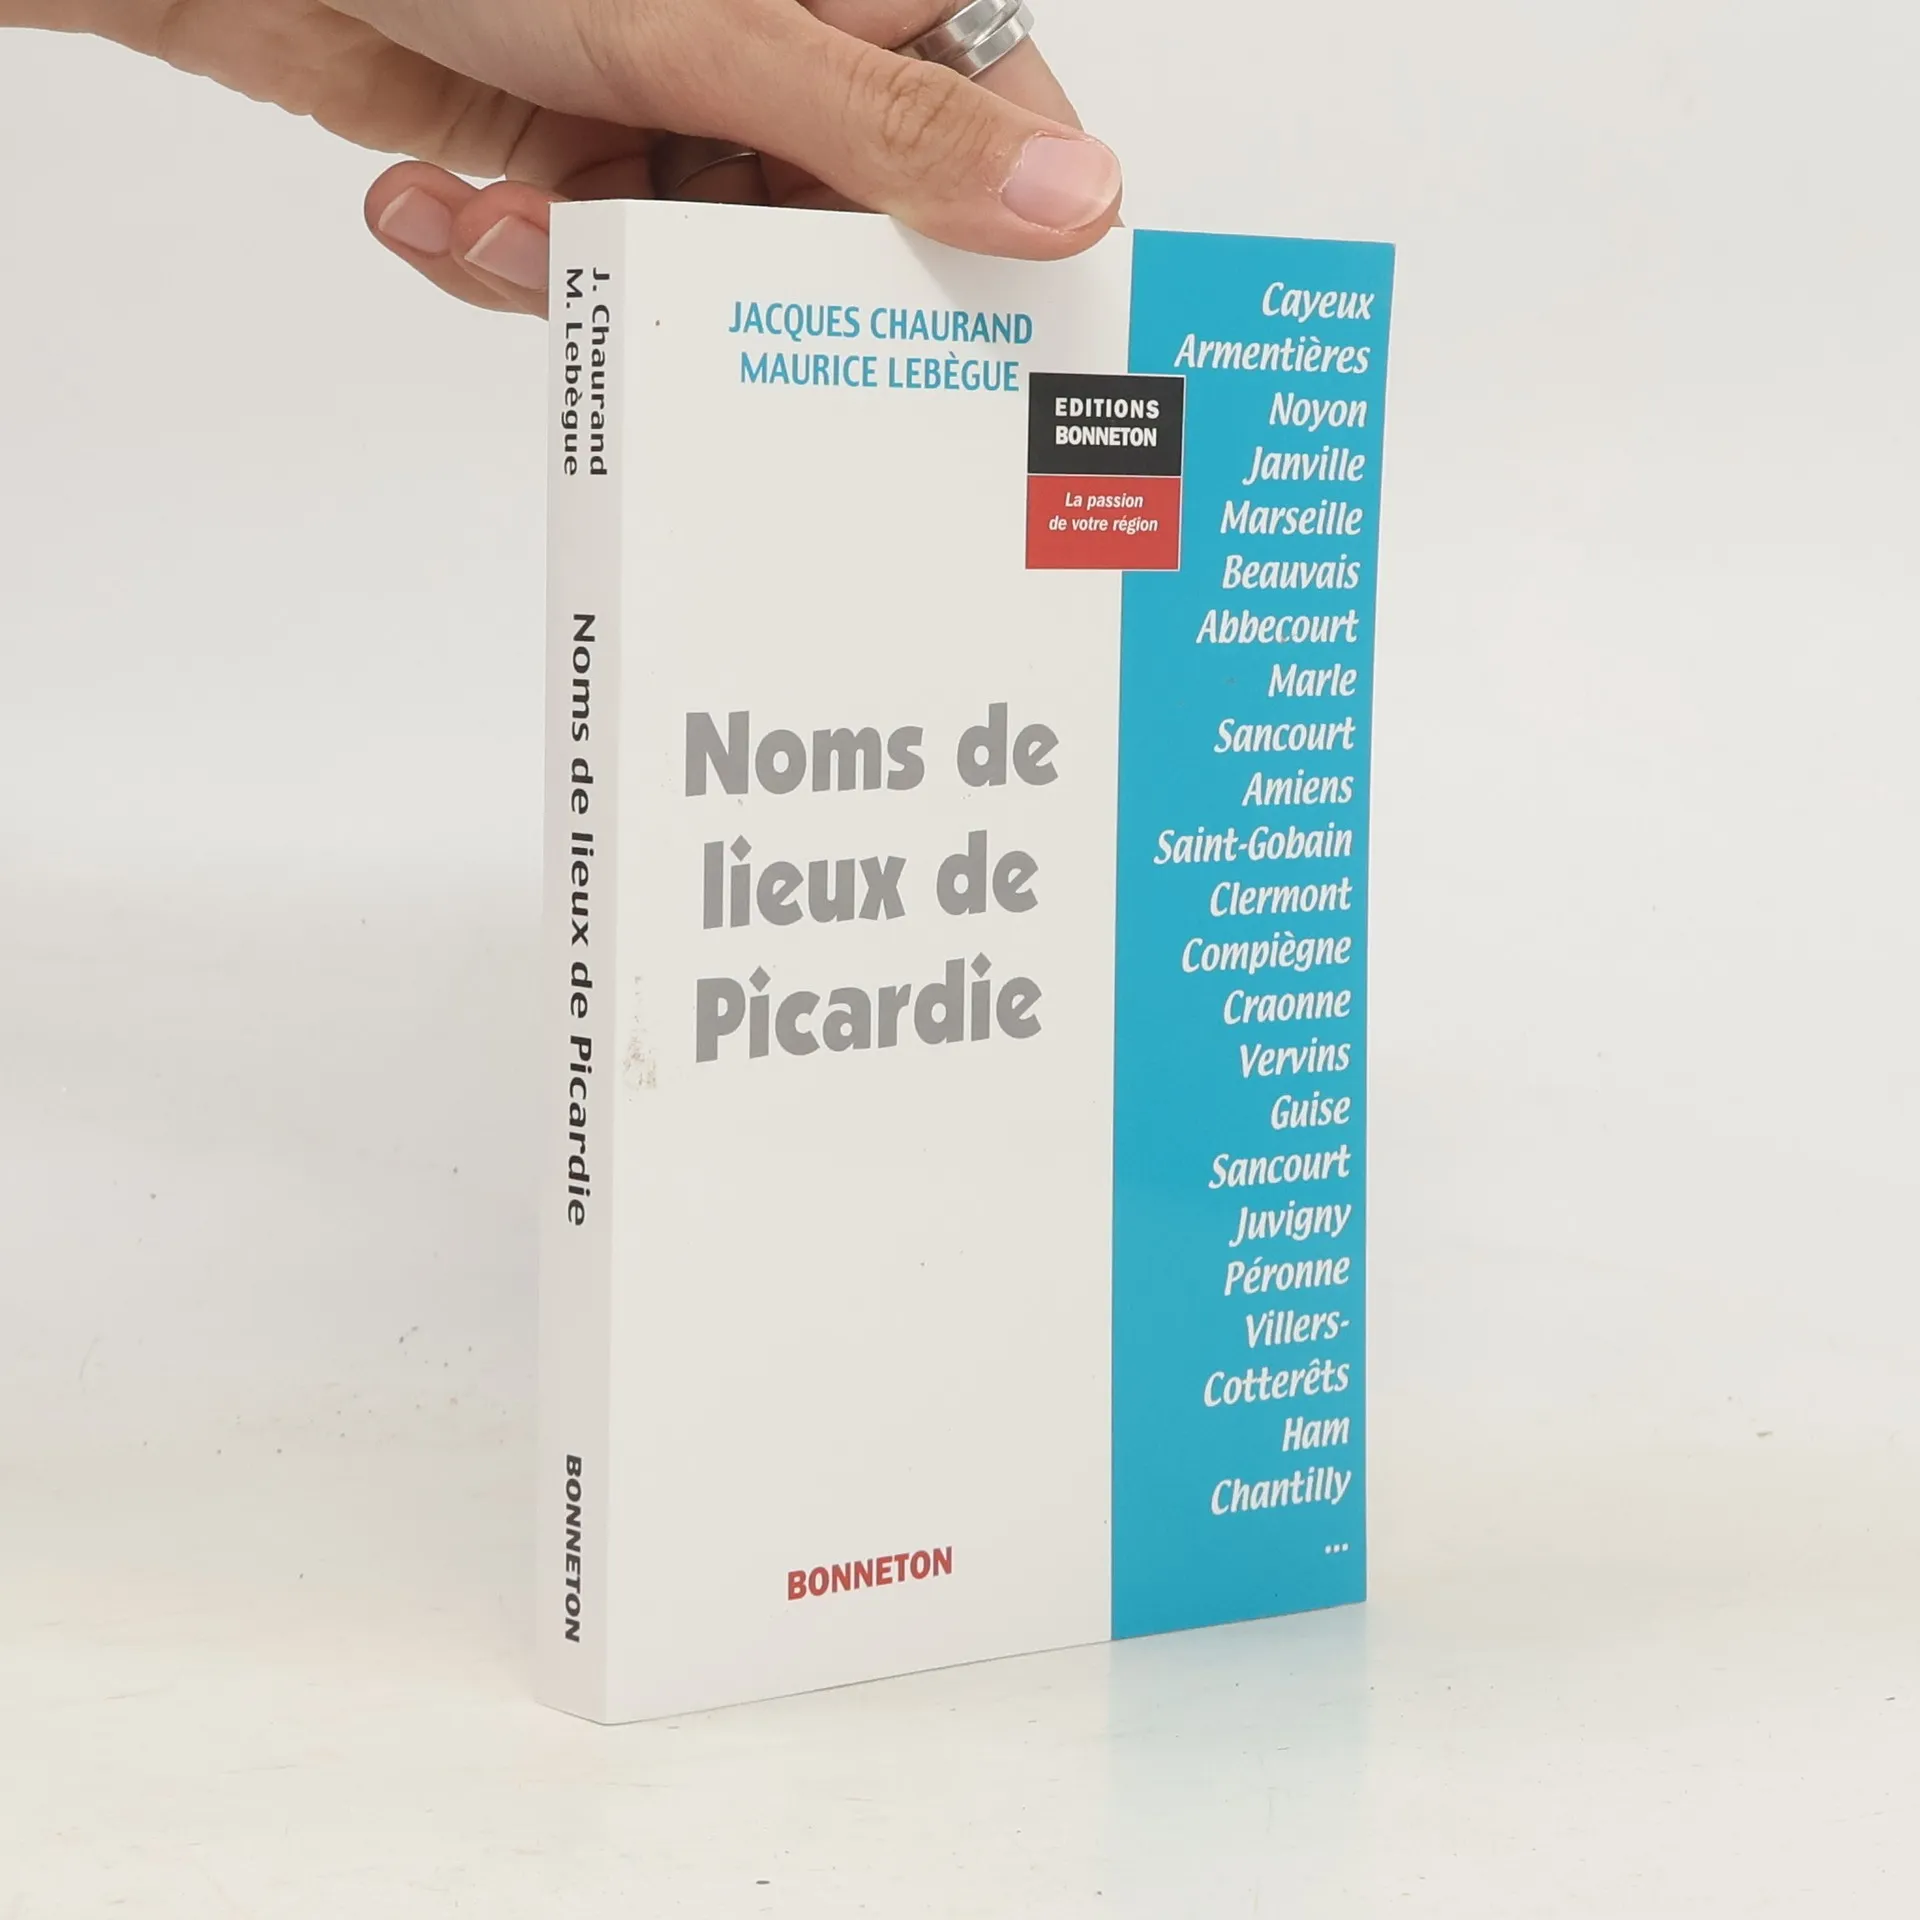 J. Chaurand
M. Lebègue
Noms de lieux de Picardie
BONNETON
JACQUES CHAURAND
MAURICE LEBÈGUE
EDITIONS
BONNETON
La passion
de votre région
Noms de
lieux de
Picardie
BONNETON
Cayeux
Armentières
Noyon
Janville
Marseille
Beauvais
Abbecourt
Marle
Sancourt
Amiens
Saint-Gobain
Clermont
Compiègne
Craonne
Vervins
Guise
Sancourt
Juvigny
Péronne
Villers-
Cotterêts
Ham
Chantilly
...